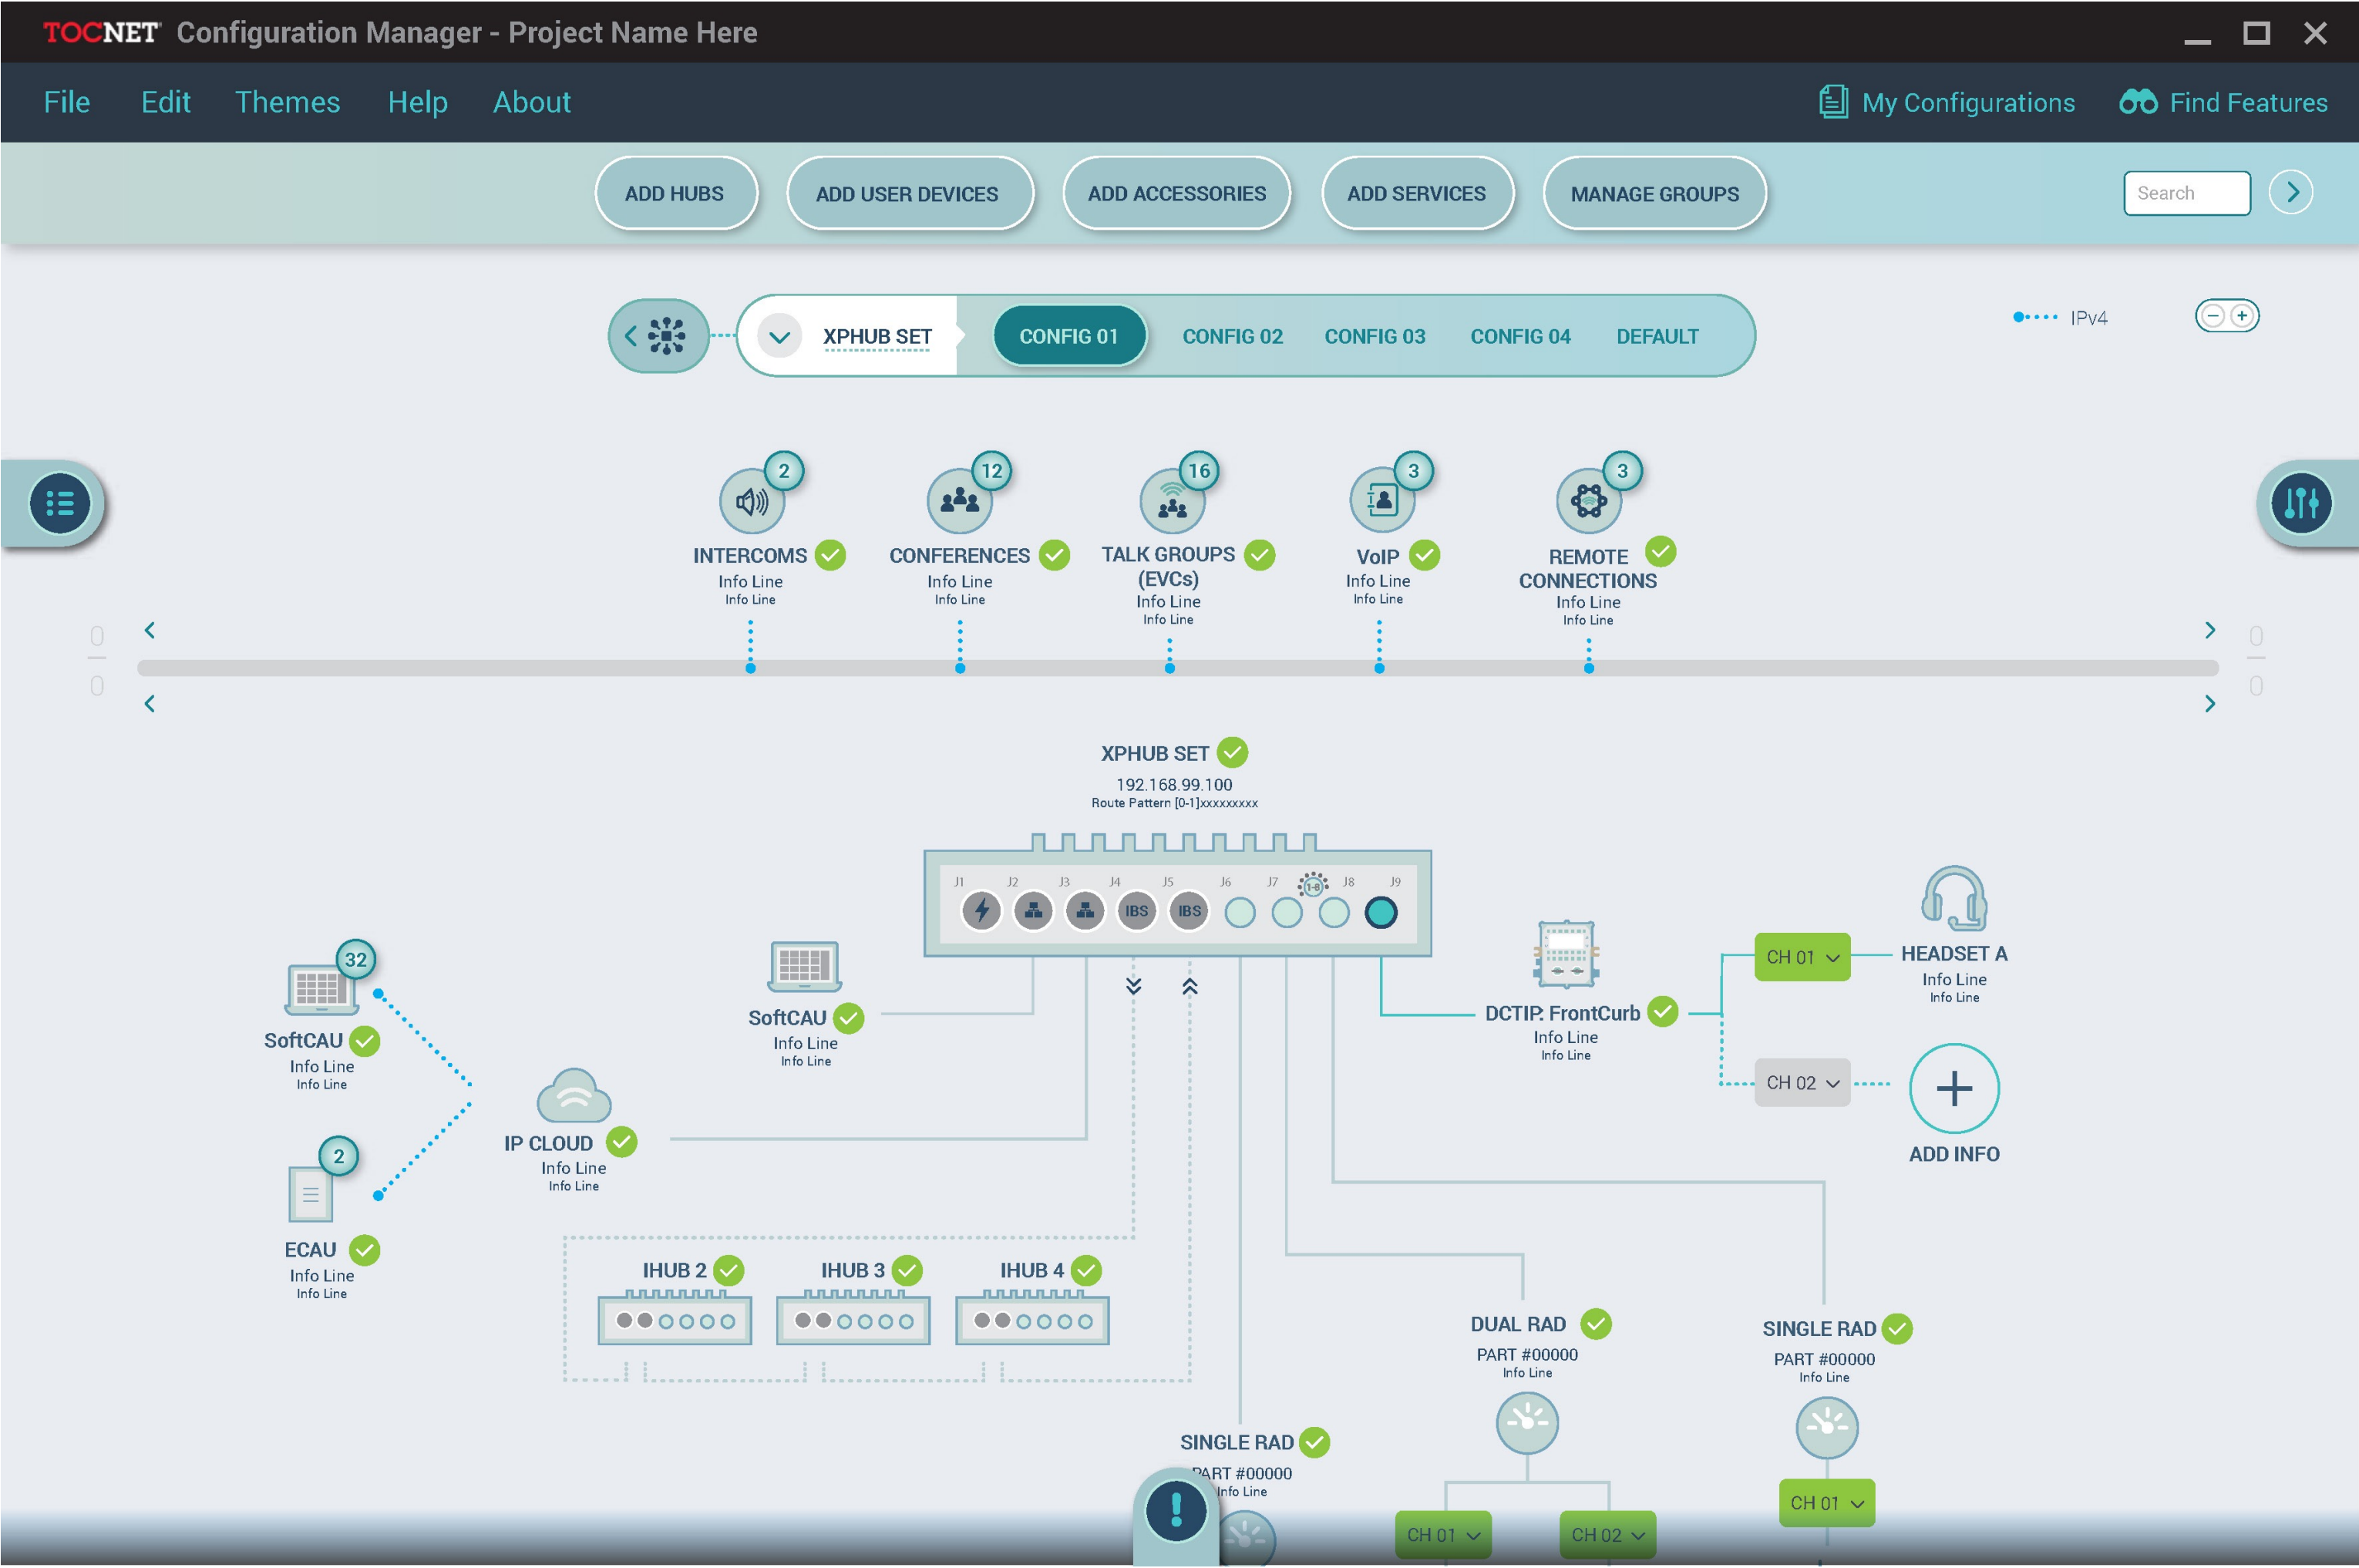 TOCNET Configuration Manager - Project Name Here
File Edit Themes Help About My Configurations Find Features
ADD HUBS ADD USER DEVICES ADD ACCESSORIES ADD SERVICES MANAGE GROUPS Search
XPHUB SET CONFIG 01 CONFIG 02 CONFIG 03 CONFIG 04 DEFAULT IPv4
2 12 16 3 3
INTERCOMS
Info Line
Info Line
CONFERENCES
Info Line
Info Line
TALK GROUPS
(EVCs)
Info Line
Info Line
VoIP
Info Line
Info Line
REMOTE
CONNECTIONS
Info Line
Info Line
0
0
0
0
XPHUB SET
192.168.99.100
Route Pattern [0-1]xxxxxxxxx
J1 J2 J3 J4 J5 J6 J7 1-8 J8 J9
IBS IBS
32
SoftCAU
Info Line
Info Line
SoftCAU
Info Line
Info Line
DCTIP: FrontCurb
Info Line
Info Line
CH 01
HEADSET A
Info Line
Info Line
CH 02
ADD INFO
IP CLOUD
Info Line
Info Line
2
ECAU
Info Line
Info Line
IHUB 2 IHUB 3 IHUB 4
DUAL RAD
PART #00000
Info Line
SINGLE RAD
PART #00000
Info Line
SINGLE RAD
PART #00000
Info Line
CH 01
CH 01 CH 02